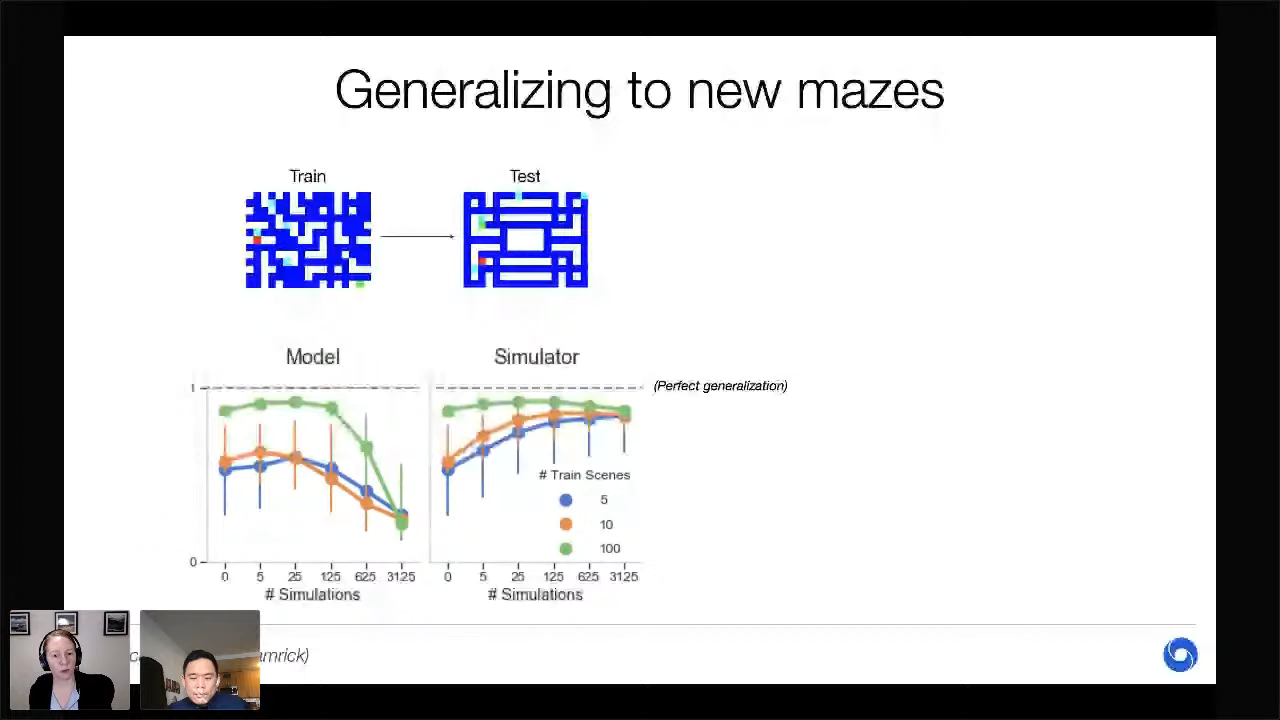 Generalizing to new mazes
Train
Test
Model
Simulator
1
(Perfect generalization)
# Train Scenes
5
10
100
0
0 5 25 125 625 3125
0 5 25 125 625 3125
# Simulations
# Simulations
amrick)